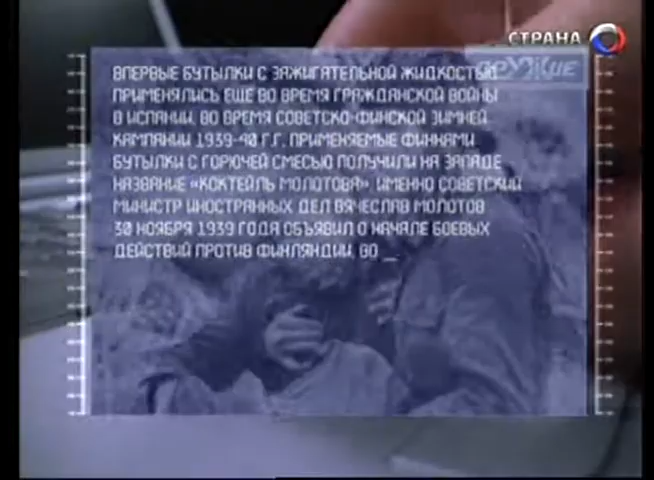 СТРАНА
ОРУЖИЕ
ВПЕРВЫЕ БУТЫЛКИ С ЗАЖИГАТЕЛЬНОЙ ЖИДКОСТЬЮ
ПРИМЕНЯЛИСЬ ЕЩЕ ВО ВРЕМЯ ГРАЖДАНСКОЙ ВОЙНЫ
В ИСПАНИИ. ВО ВРЕМЯ СОВЕТСКО-ФИНСКОЙ ЗИМНЕЙ
КАМПАНИИ 1939-40 Г.Г. ПРИМЕНЯЕМЫЕ ФИННАМИ
БУТЫЛКИ С ГОРЮЧЕЙ СМЕСЬЮ ПОЛУЧИЛИ НА ЗАПАДЕ
НАЗВАНИЕ «КОКТЕЙЛЬ МОЛОТОВА». ИМЕННО СОВЕТСКИЙ
МИНИСТР ИНОСТРАННЫХ ДЕЛ ВЯЧЕСЛАВ МОЛОТОВ
30 НОЯБРЯ 1939 ГОДА ОБЪЯВИЛ О НАЧАЛЕ БОЕВЫХ
ДЕЙСТВИЙ ПРОТИВ ФИНЛЯНДИИ. ВО _